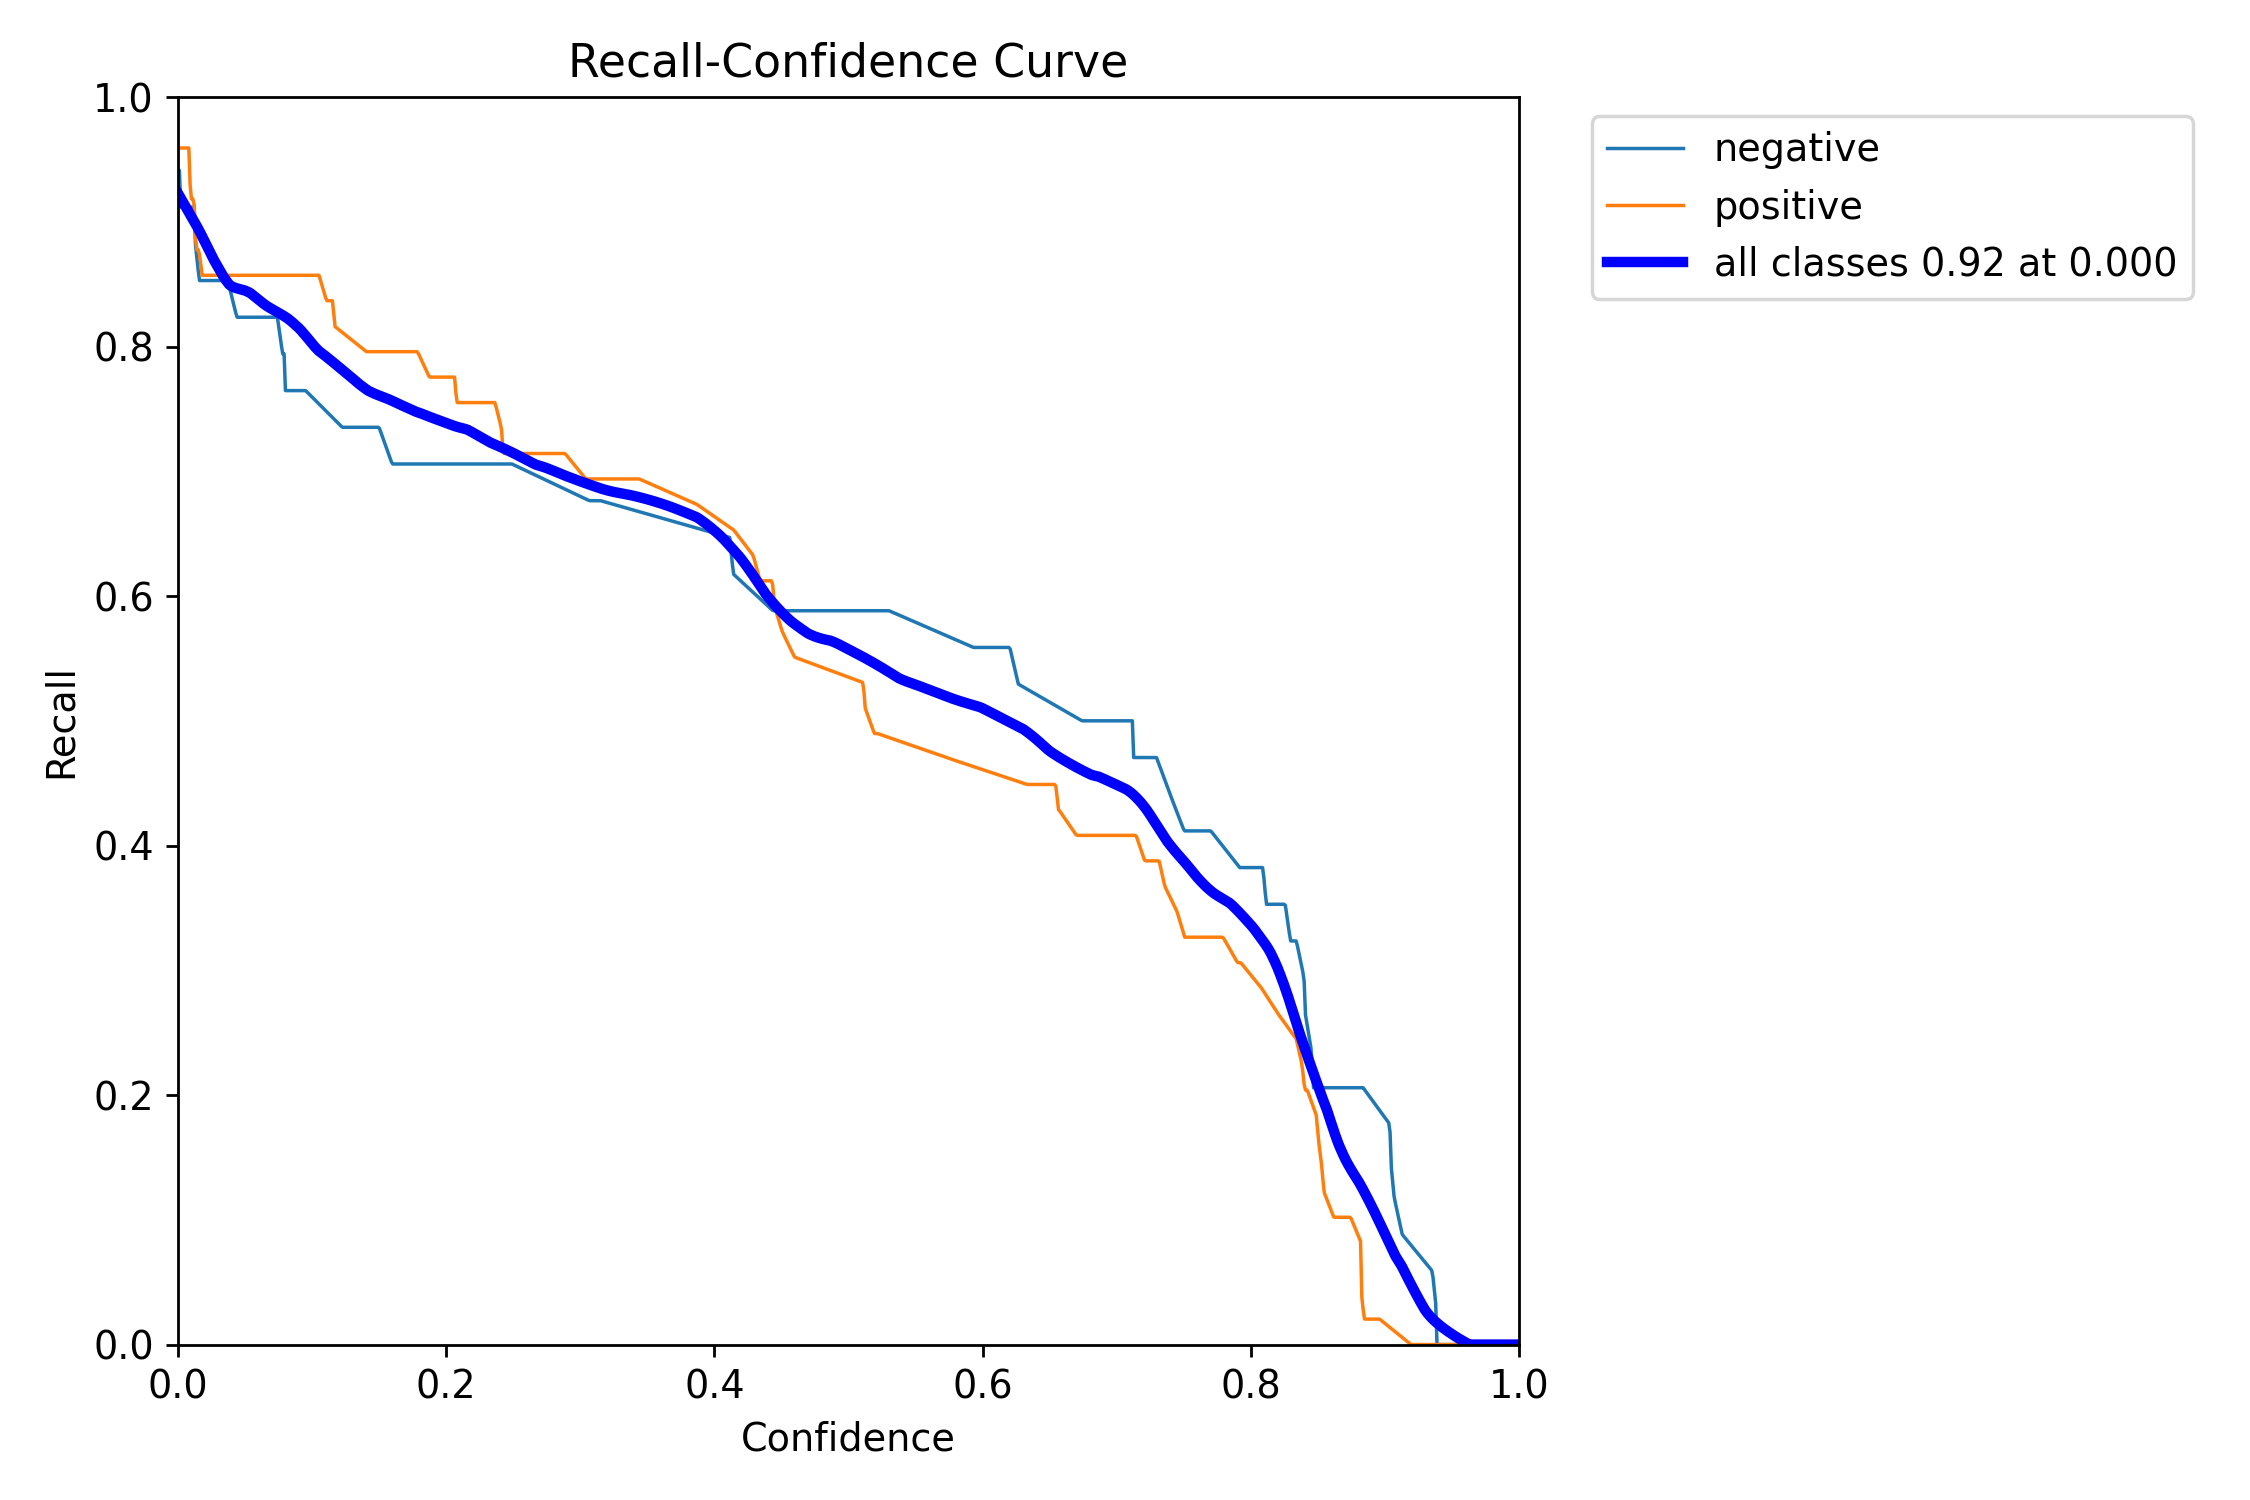 Recall-Confidence Curve
1.0
0.8
0.6
0.4
0.2
0.0
Recall
0.0 0.2 0.4 0.6 0.8 1.0
Confidence
negative
positive
all classes 0.92 at 0.000